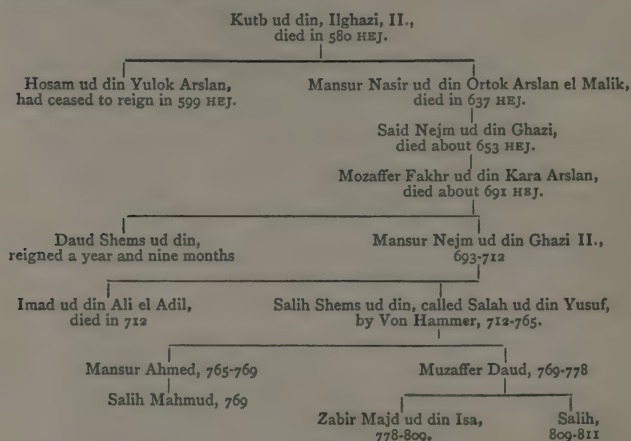 Kutb ud din, Ilghazi, II.,
died in 580 HEJ.
Hosam ud din Yulok Arslan,
had ceased to reign in 599 HEJ.
Mansur Nasir ud din Ortok Arslan el Malik,
died in 637 HEJ.
Said Nejm ud din Ghazi,
died about 653 HEJ.
Mozaffer Fakhr ud din Kara Arslan,
died about 691 HEJ.
Daud Shems ud din,
reigned a year and nine months
Mansur Nejm ud din Ghazi II.,
693-712
Imad ud din Ali el Adil,
died in 712
Salih Shems ud din, called Salah ud din Yusuf,
by Von Hammer, 712-765.
Mansur Ahmed, 765-769
Muzaffer Daud, 769-778
Salih Mahmud, 769
Zabir Majd ud din Isa,
778-809.
Salih,
809-811